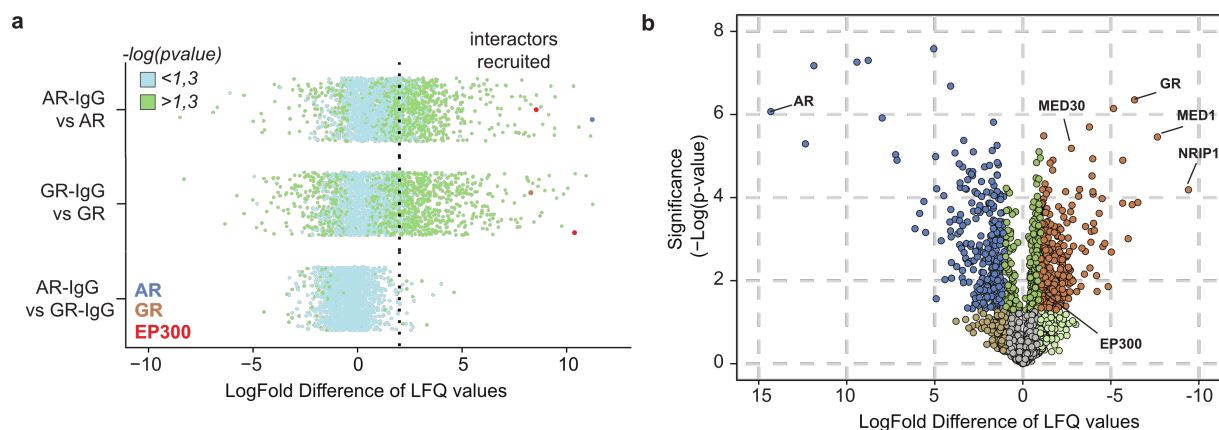 a
-log(pvalue)
<1,3
>1,3
interactors
recruited
AR-IgG
vs AR
GR-IgG
vs GR
AR-IgG
vs GR-IgG
AR
GR
EP300
−10
−5
0
5
10
LogFold Difference of LFQ values
b
Significance
(−Log(p-value)
8
6
4
2
0
AR
GR
MED30
MED1
NRIP1
EP300
15
10
5
0
-5
-10
LogFold Difference of LFQ values